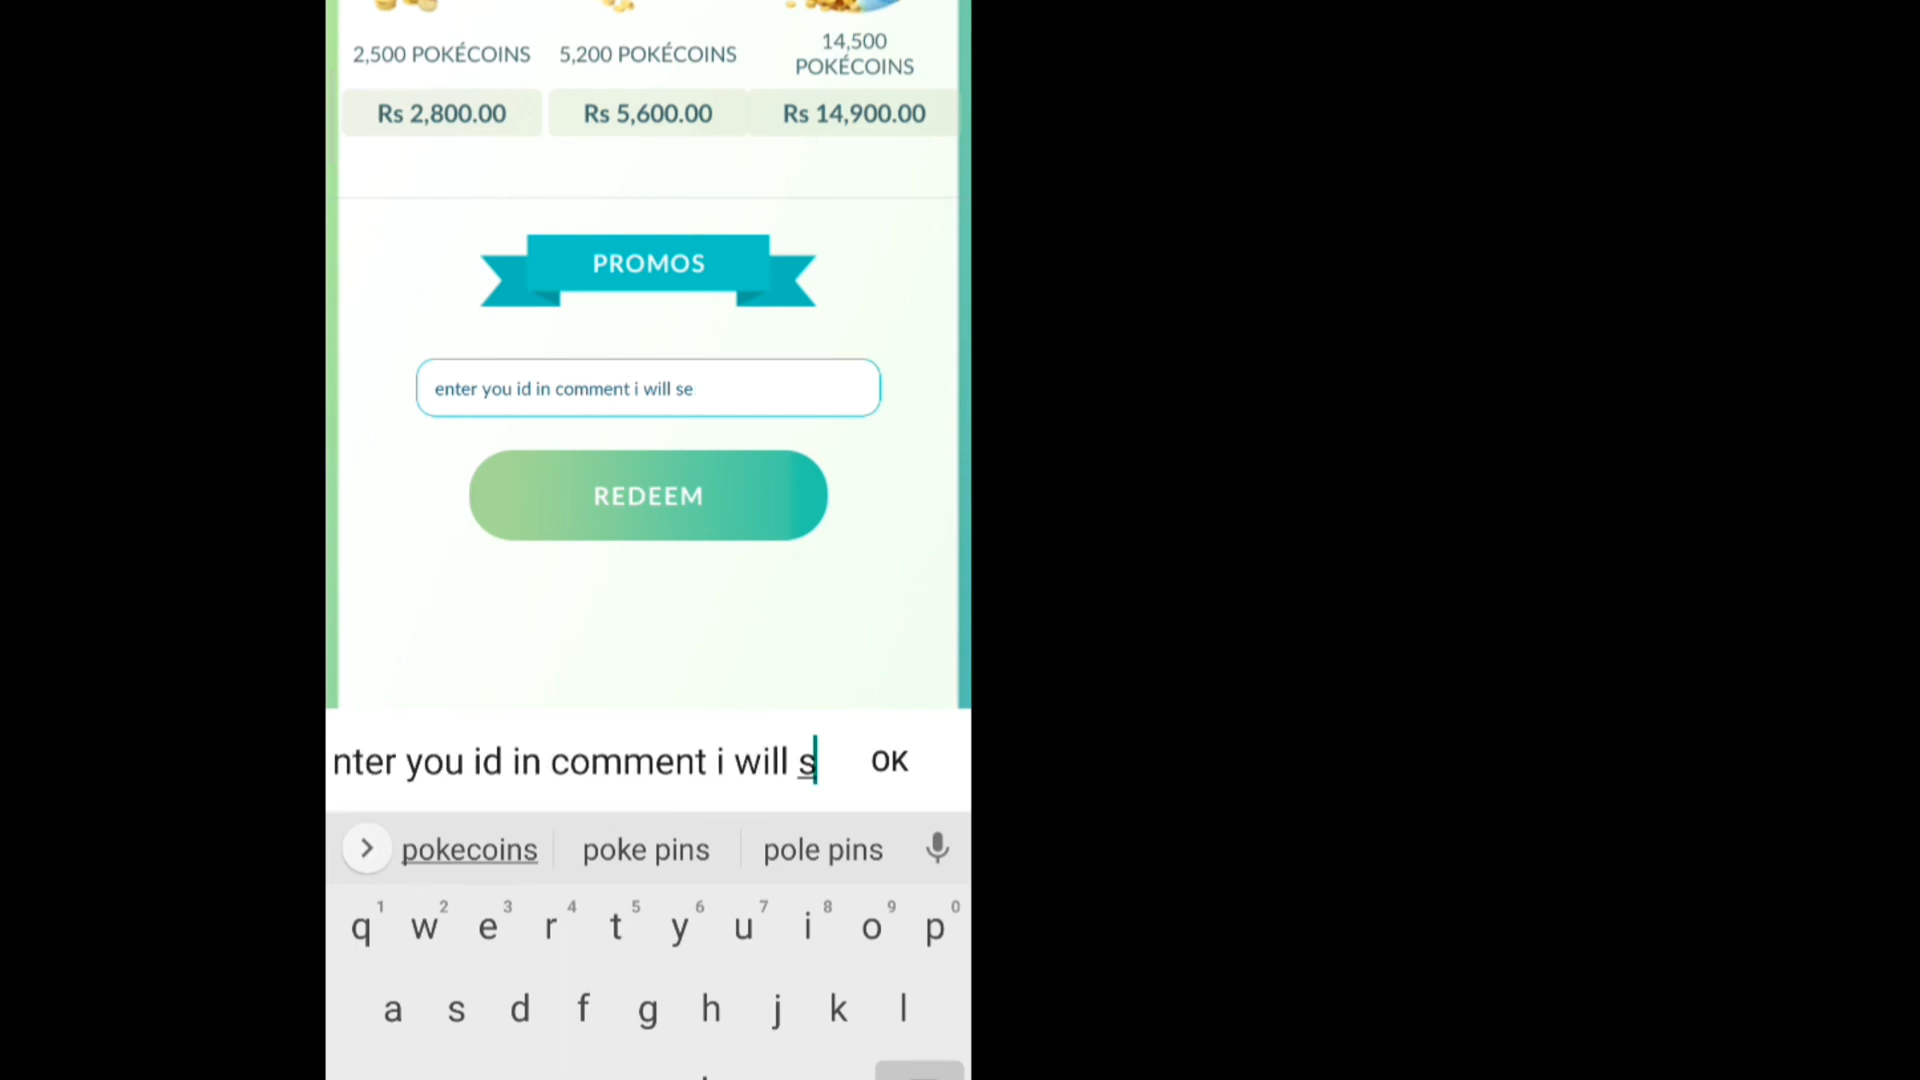 2,500 POKÉCOINS
5,200 POKÉCOINS
14,500
POKÉCOINS
Rs 2,800.00
Rs 5,600.00
Rs 14,900.00
PROMOS
enter you id in comment i will se
REDEEM
nter you id in comment i will s
OK
pokecoins
poke pins
pole pins
1 2 3 4 5 6 7 8 9 0
q w e r t y u i o p
a s d f g h j k l